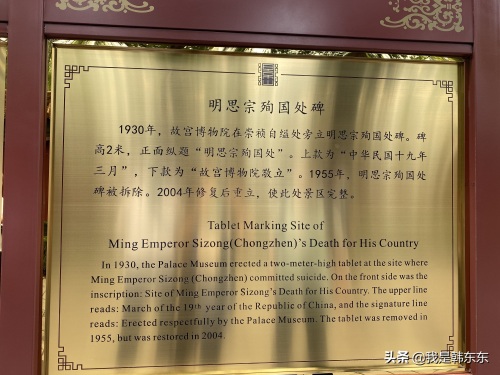 明思宗殉国处碑
1930年，故宫博物院在崇祯自缢处旁立明思宗殉国处碑。碑
高2米，正面纵题“明思宗殉国处”。上款为“中华民国十九年
三月”，下款为“故宫博物院敬立”。1955年，明思宗殉国处
碑被拆除。2004年修复后重立，使此处景区完整。
Tablet Marking Site of
Ming Emperor Sizong(Chongzhen)'s Death for His Country
In 1930, the Palace Museum erected a two-meter-high tablet at the site where
Ming Emperor Sizong (Chongzhen) committed suicide. On the front side was the
inscription: Site of Ming Emperor Sizong's Death for His Country. The upper line
reads: March of the 19th year of the Republic of China, and the signature line
reads: Erected respectfully by the Palace Museum. The tablet was removed in
1955, but was restored in 2004.
头条 @我是韩东东